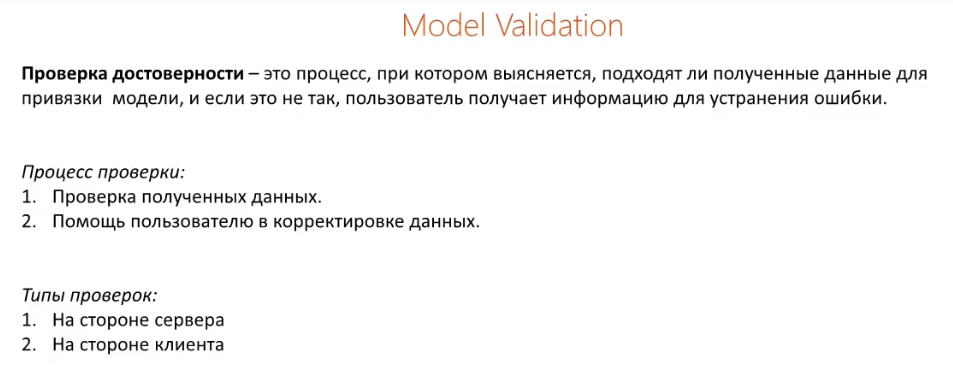 Model Validation
Проверка достоверности – это процесс, при котором выясняется, подходят ли полученные данные для
привязки модели, и если это не так, пользователь получает информацию для устранения ошибки.
Процесс проверки:
1. Проверка полученных данных.
2. Помощь пользователю в корректировке данных.
Типы проверок:
1. На стороне сервера
2. На стороне клиента